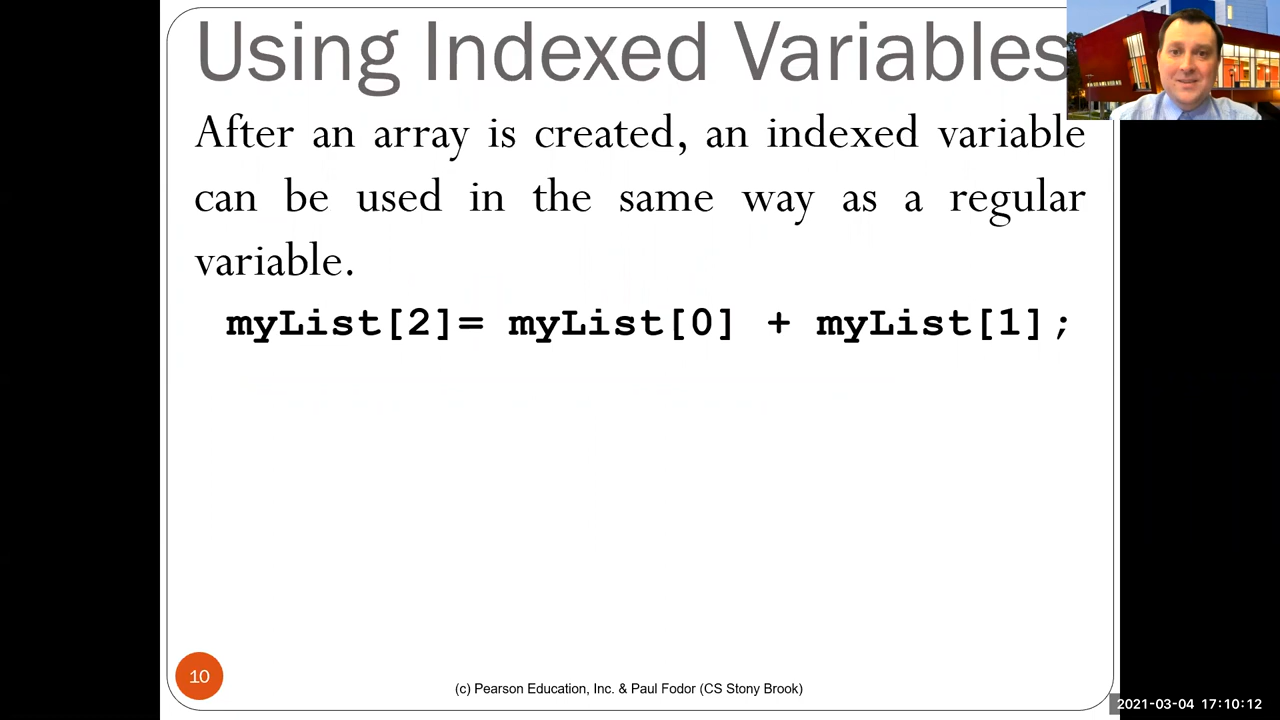 Using Indexed Variables
After an array is created, an indexed variable
can be used in the same way as a regular
variable.
myList[2]= myList[0] + myList[1];
10
(c) Pearson Education, Inc. & Paul Fodor (CS Stony Brook)
2021-03-04 17:10:12